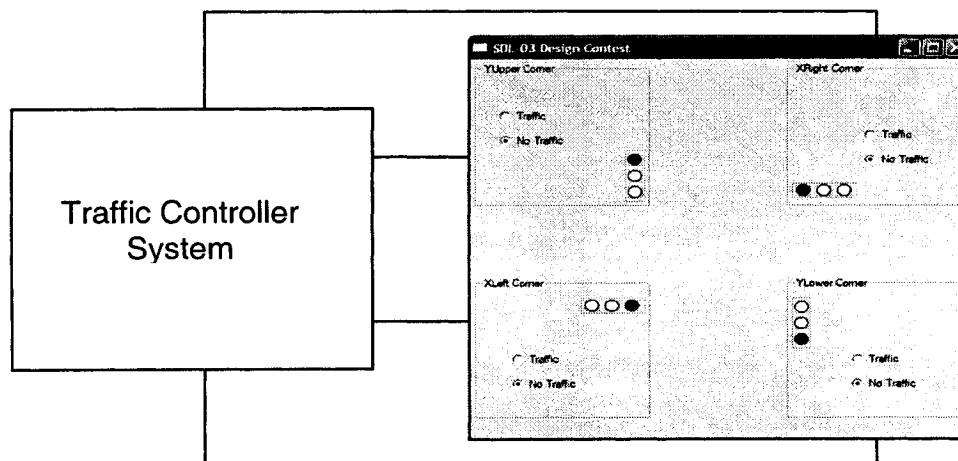 SDL-03 Design Contest
YUpper Corner
Traffic
No Traffic
XRight Corner
Traffic
No Traffic
Traffic Controller
System
XLeft Corner
Traffic
No Traffic
YLower Corner
Traffic
No Traffic